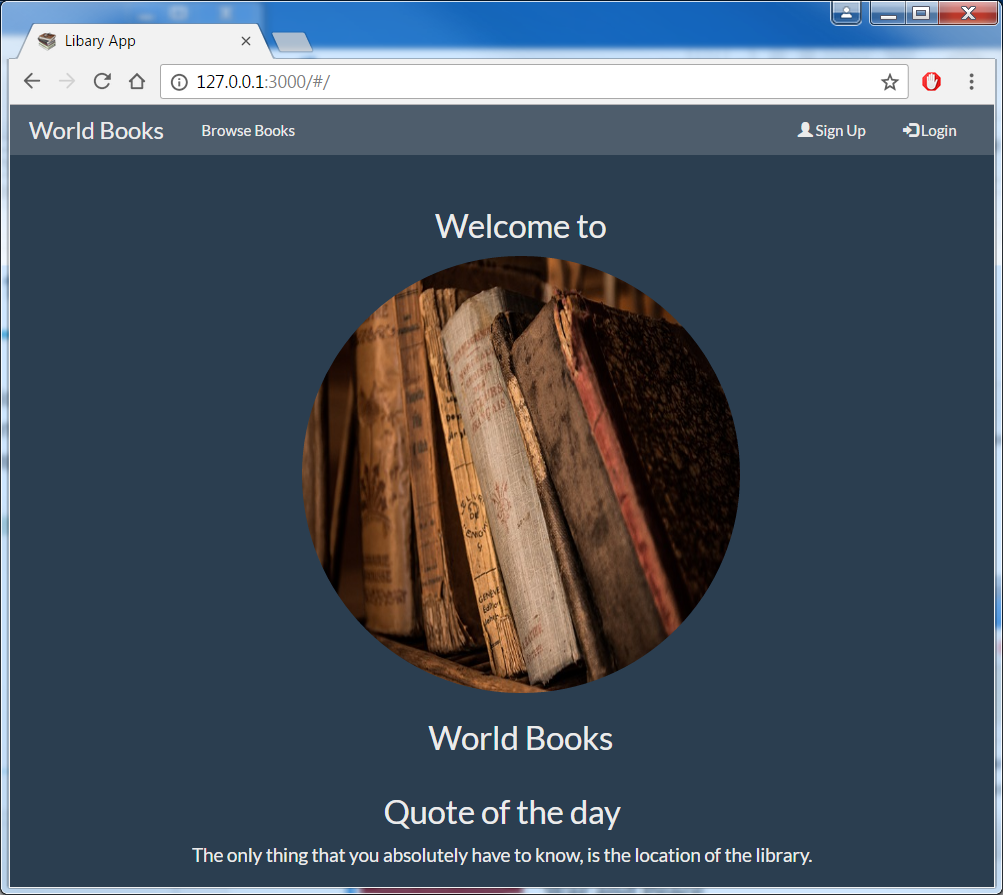 Libary App
127.0.0.1:3000/#/
World Books Browse Books Sign Up Login
Welcome to
GENEVE
World Books
Quote of the day
The only thing that you absolutely have to know, is the location of the library.